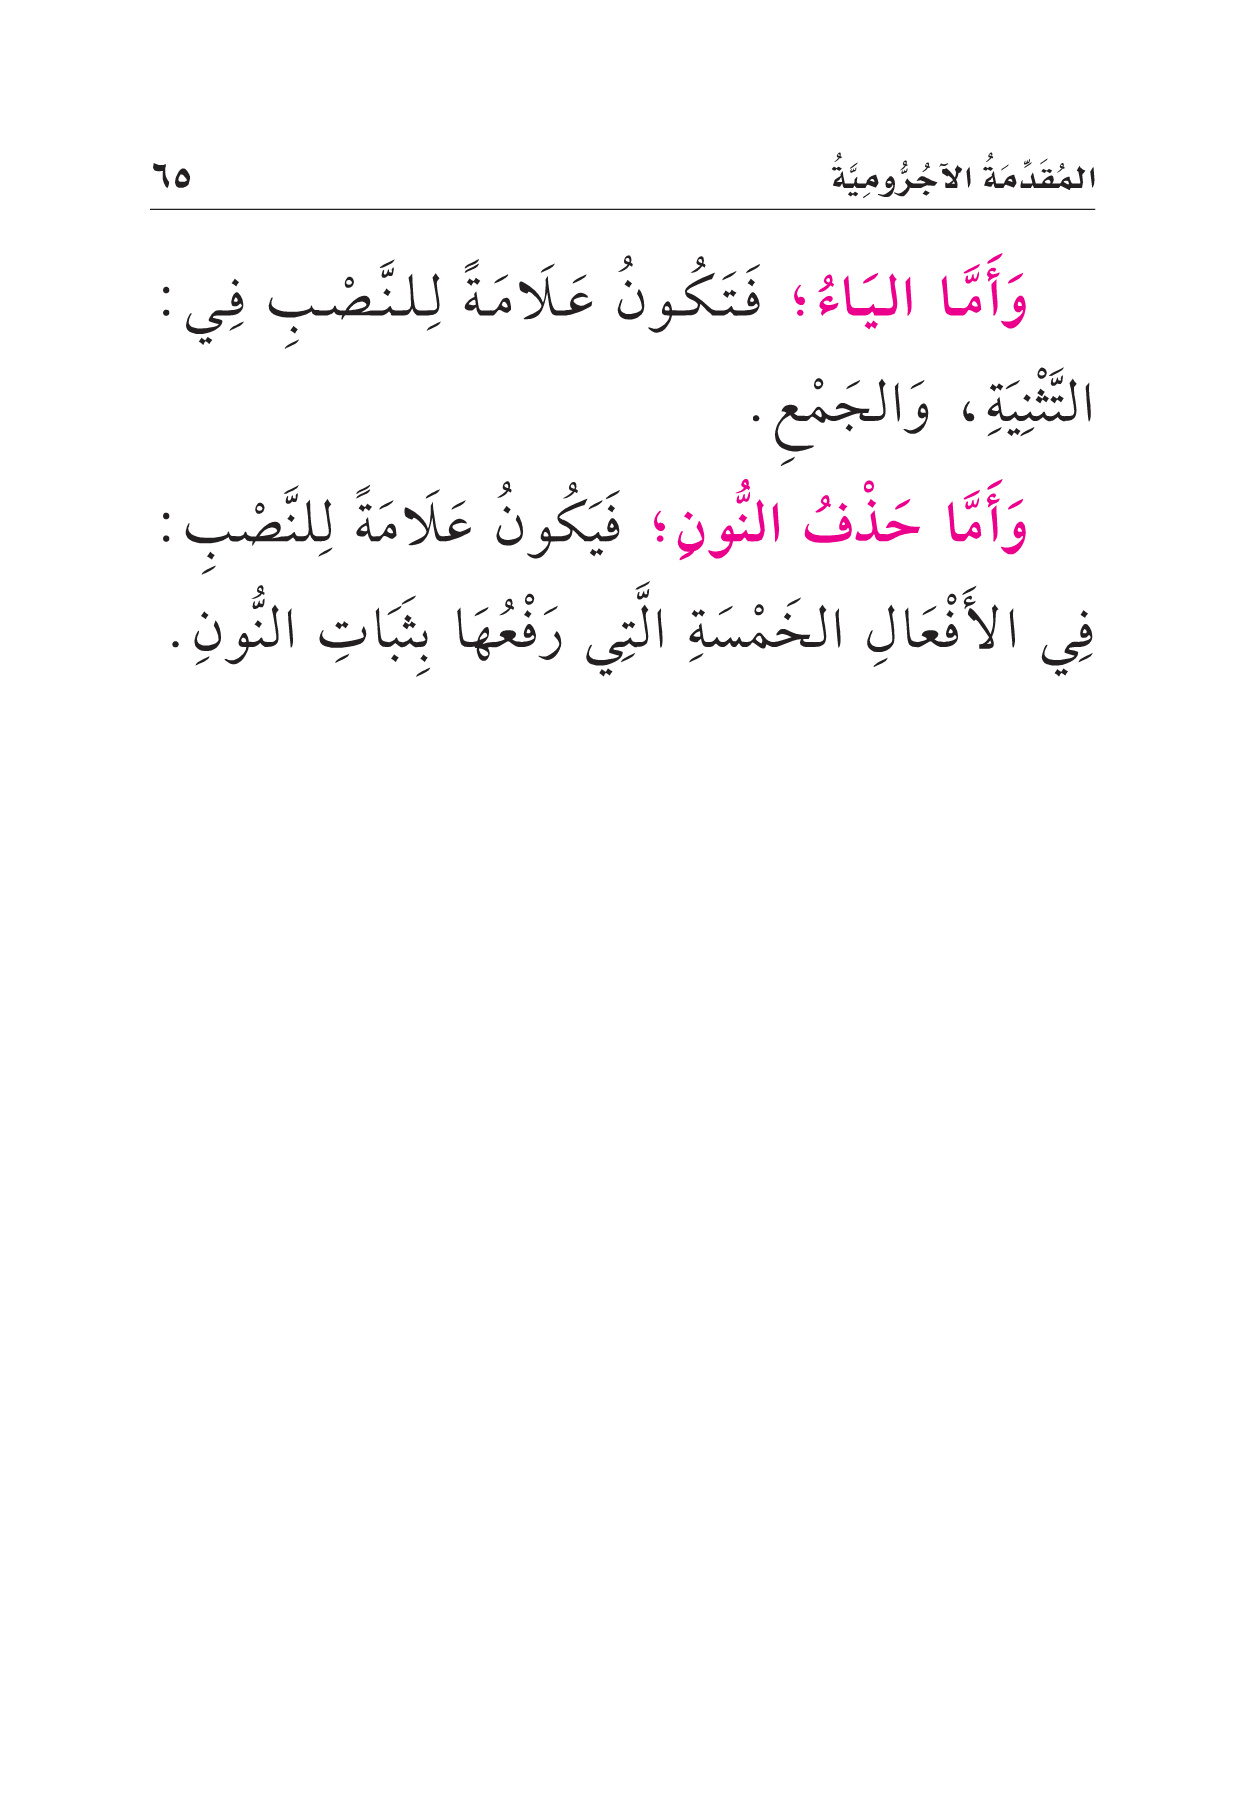 المُقَدِّمَةُ الآجُرُّومِيَّةُ ٦٥
وَأَمَّا اليَاءُ؛ فَتَكُونُ عَلَامَةً لِلنَّصْبِ فِي:
التَّثْنِيَةِ، وَالجَمْعِ.
وَأَمَّا حَذْفُ النُّونِ؛ فَيَكُونُ عَلَامَةً لِلنَّصْبِ:
فِي الأَفْعَالِ الخَمْسَةِ الَّتِي رَفْعُهَا بِثَبَاتِ النُّونِ.